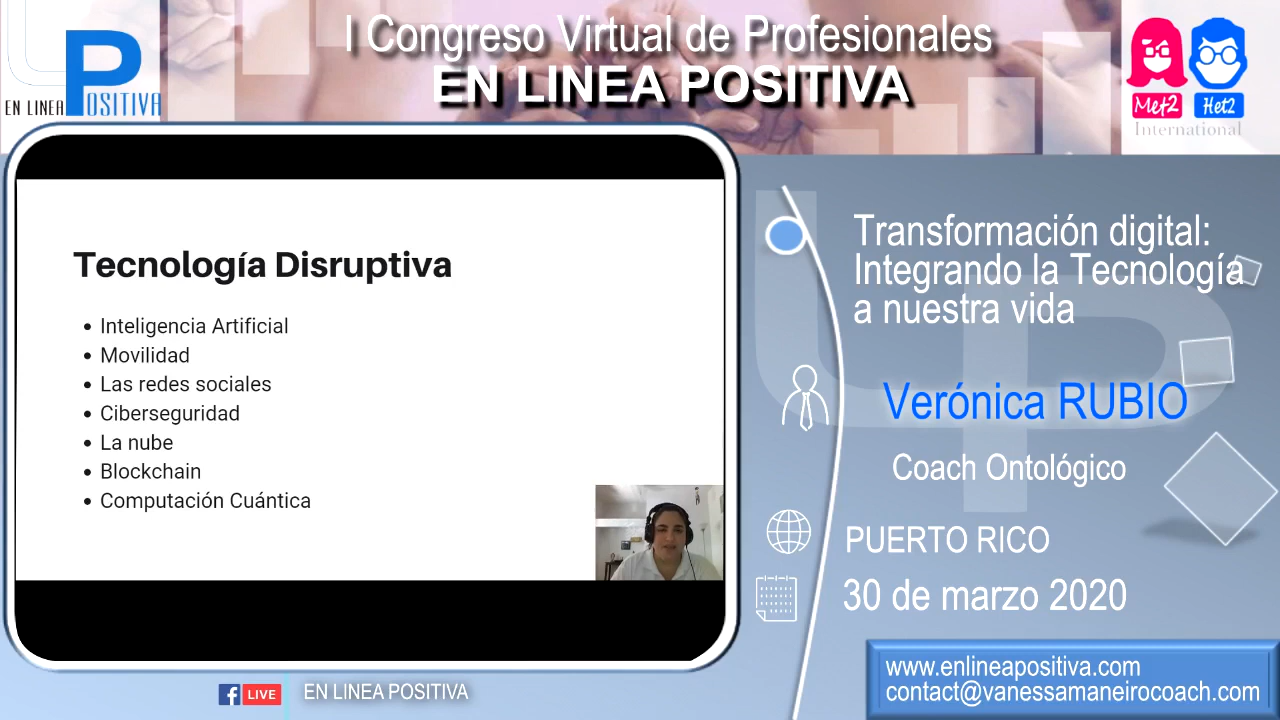 I Congreso Virtual de Profesionales
EN LINEA POSITIVA
EN LINEA POSITIVA
Met2
Het2
International
Tecnología Disruptiva
• Inteligencia Artificial
• Movilidad
• Las redes sociales
• Ciberseguridad
• La nube
• Blockchain
• Computación Cuántica
Transformación digital:
Integrando la Tecnología
a nuestra vida
Verónica RUBIO
Coach Ontológico
PUERTO RICO
30 de marzo 2020
www.enlineapositiva.com
contact@vanessamaneirocoach.com
f LIVE EN LINEA POSITIVA